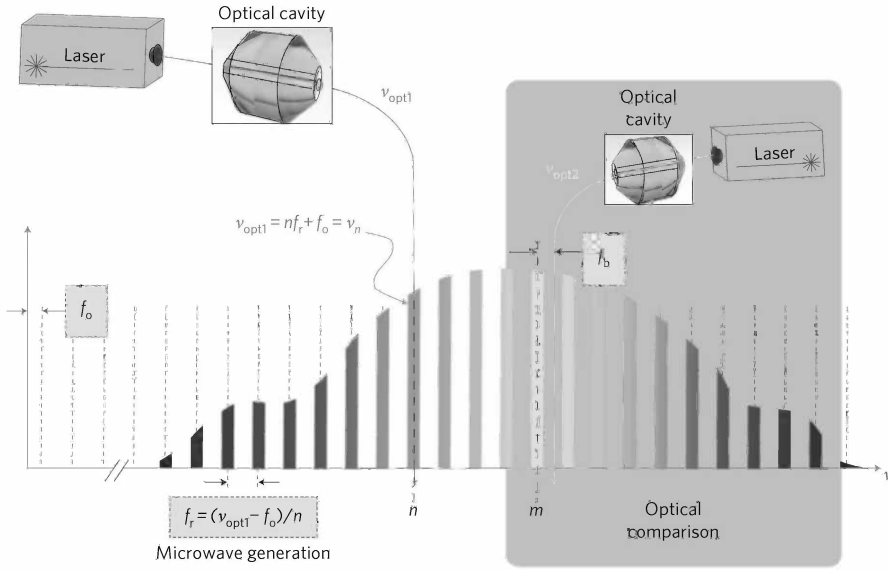 Optical cavity
Laser
ν_opt1
Optical
cavity
Laser
ν_opt2
ν_opt1 = nf_r + f_o = ν_n
f_b
f_o
n
m
ν
f_r = (ν_opt1 − f_o)/n
Microwave generation
Optical
comparison